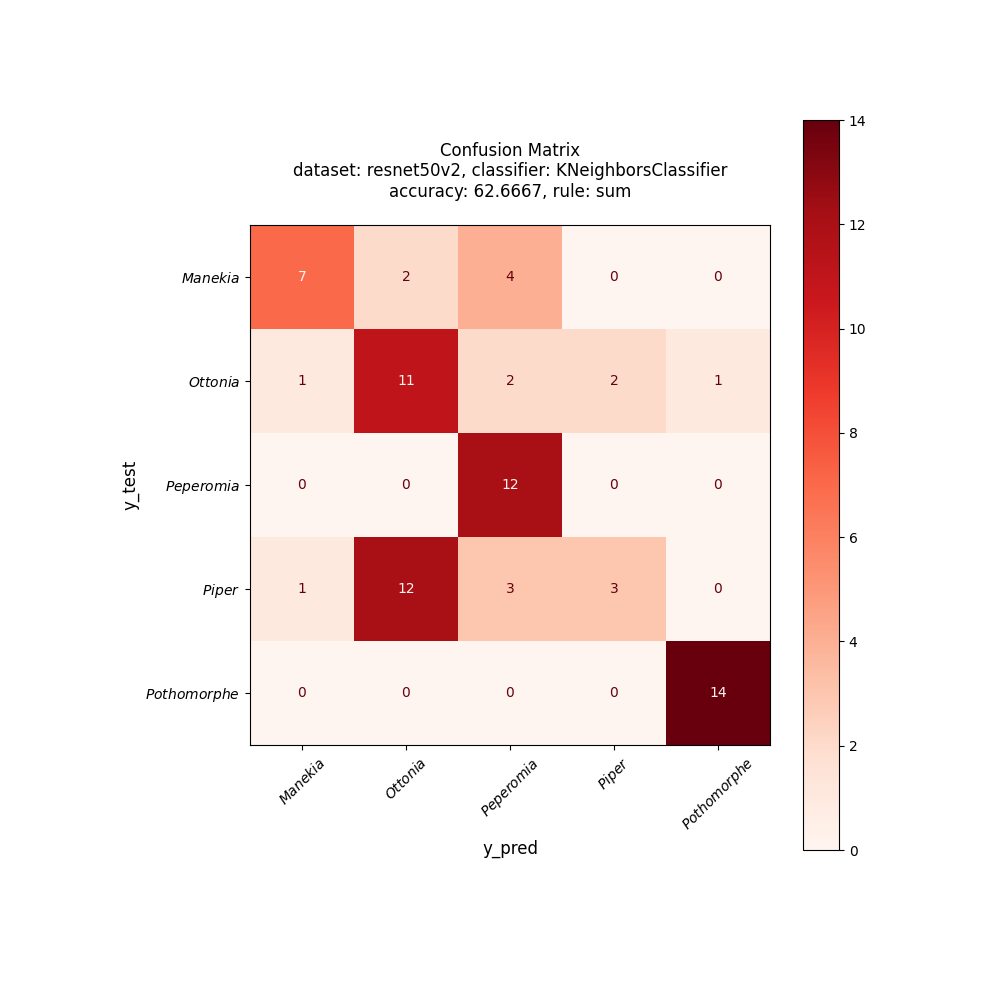 Confusion Matrix
dataset: resnet50v2, classifier: KNeighborsClassifier
accuracy: 62.6667, rule: sum
14
12
10
8
6
4
2
0
y_test
Manekia 7 2 4 0 0
Ottonia 1 11 2 2 1
Peperomia 0 0 12 0 0
Piper 1 12 3 3 0
Pothomorphe 0 0 0 0 14
Manekia Ottonia Peperomia Piper Pothomorphe
y_pred